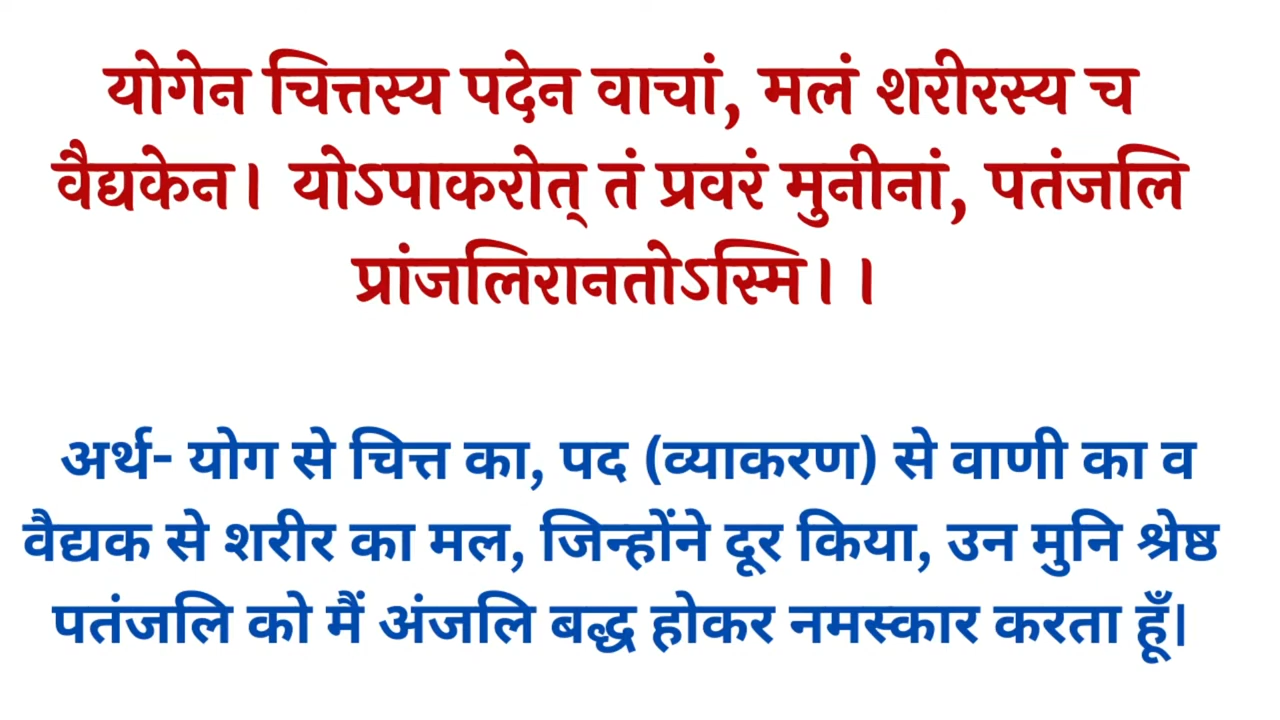 योगेन चित्तस्य पदेन वाचां, मलं शरीरस्य च
वैद्यकेन। योऽपाकरोत् तं प्रवरं मुनीनां, पतंजलि
प्रांजलिरानतोऽस्मि।।
अर्थ- योग से चित्त का, पद (व्याकरण) से वाणी का व
वैद्यक से शरीर का मल, जिन्होंने दूर किया, उन मुनि श्रेष्ठ
पतंजलि को मैं अंजलि बद्ध होकर नमस्कार करता हूँ|